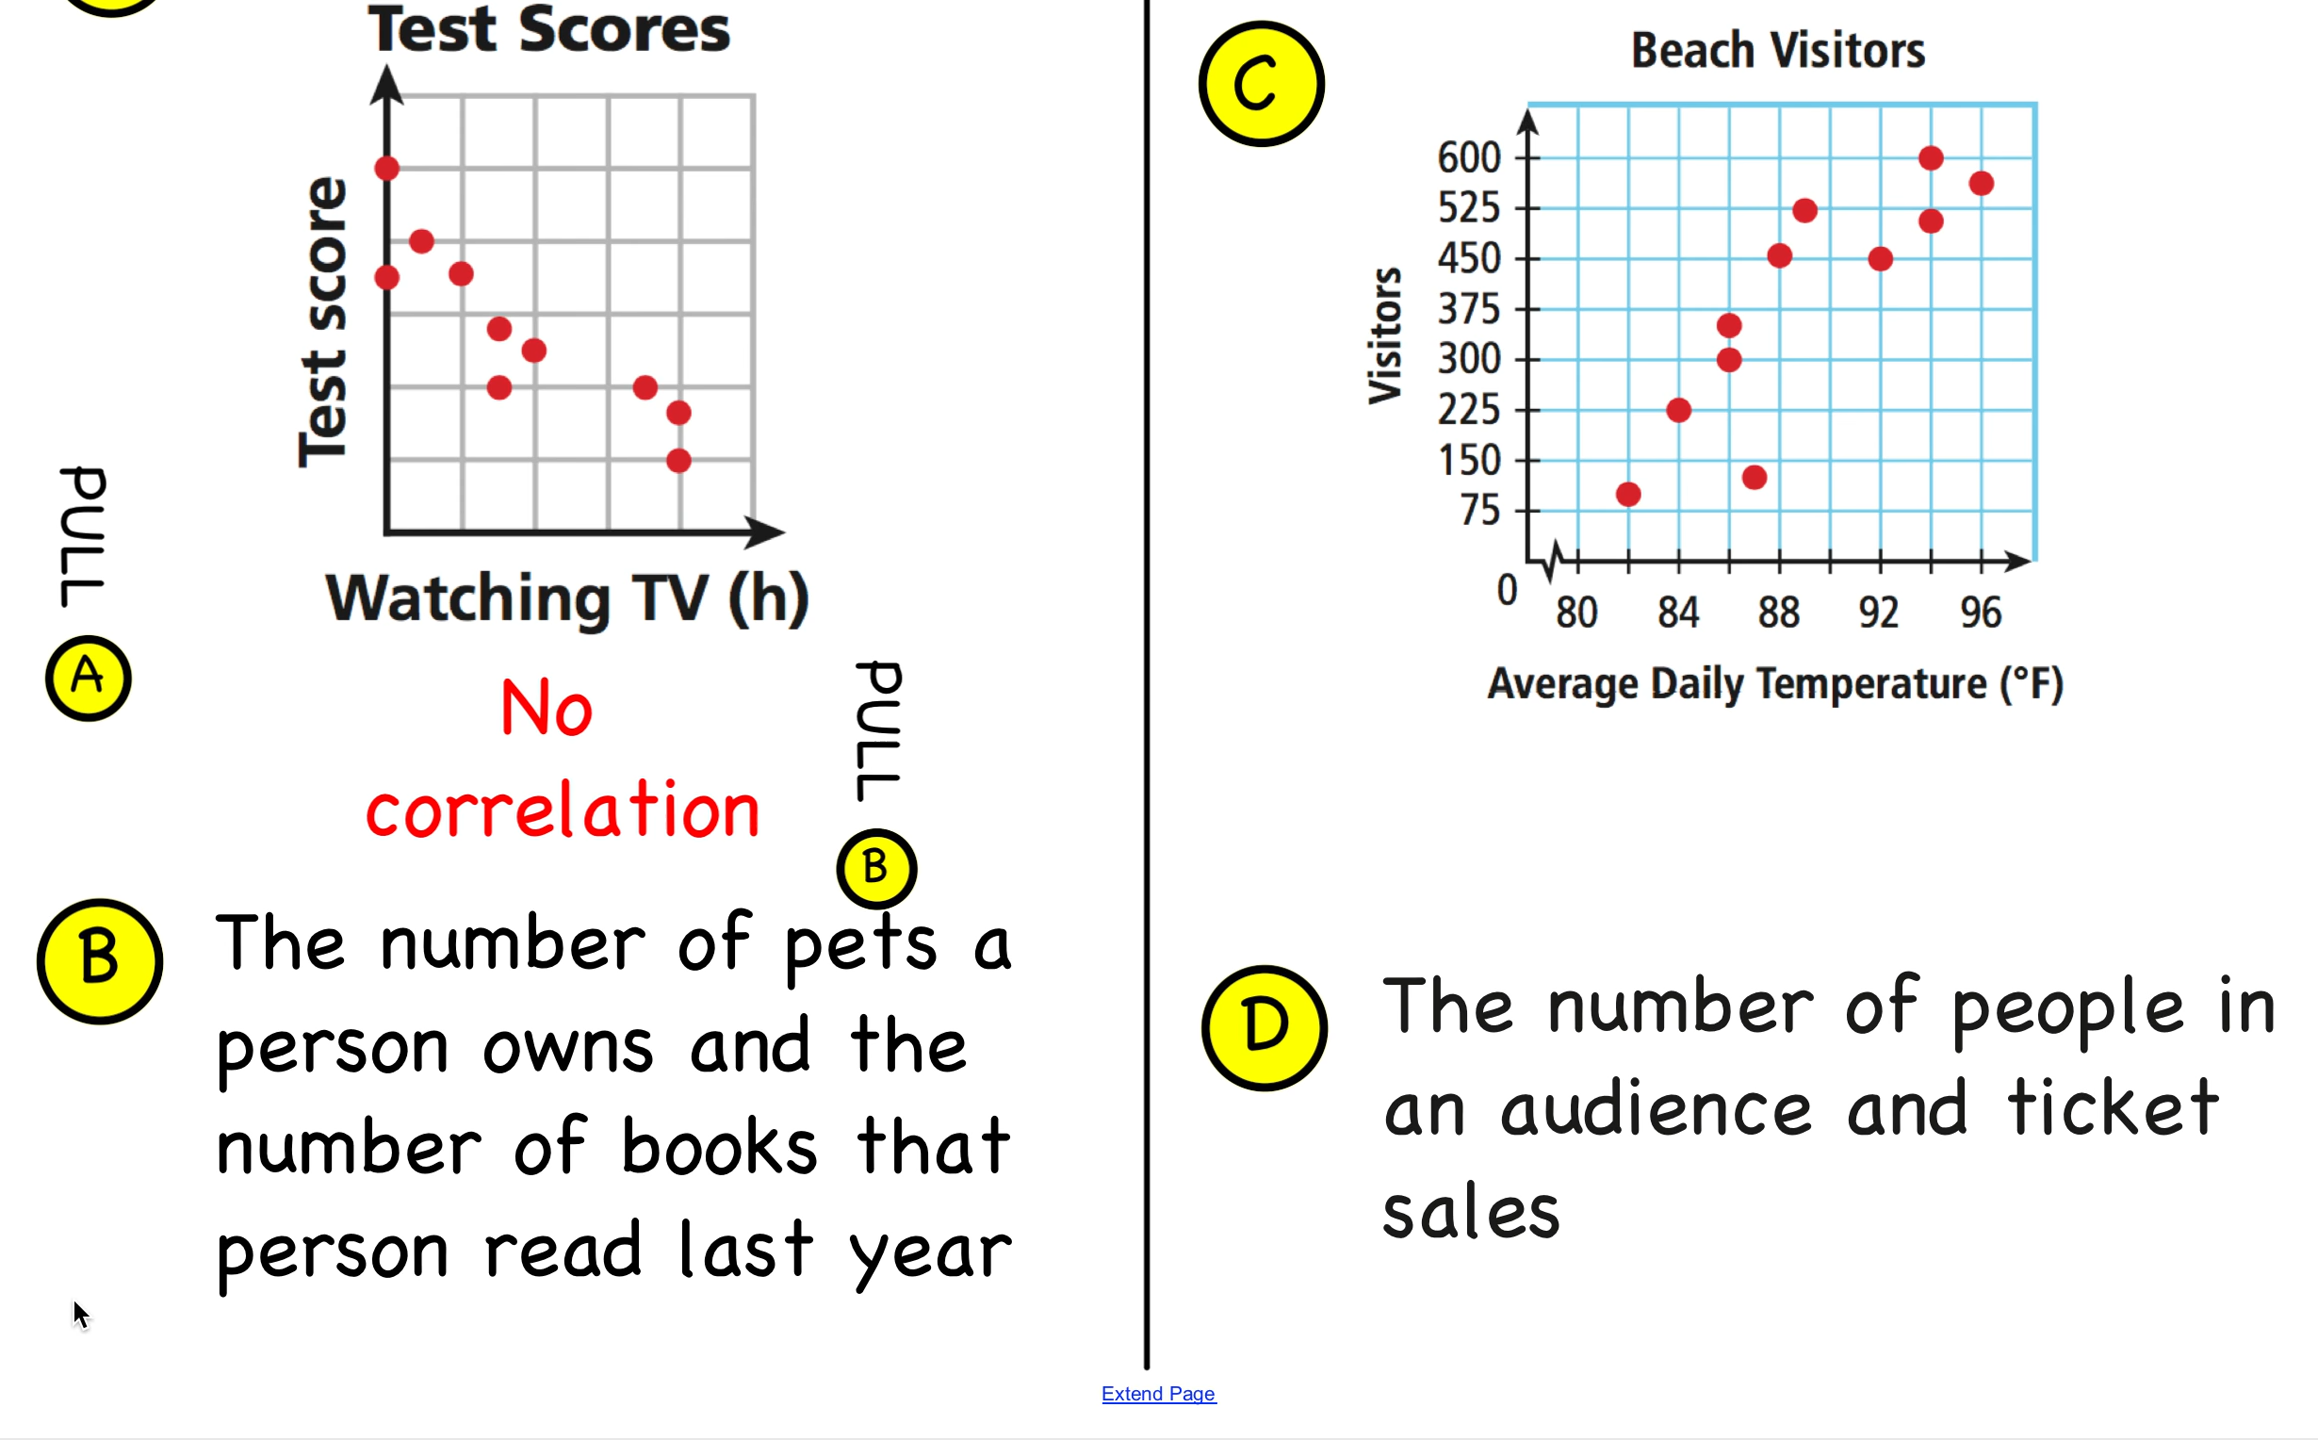 Test Scores
Test score
Watching TV (h)
PULL
A
No
correlation
PULL
B
B
The number of pets a
person owns and the
number of books that
person read last year
C
Beach Visitors
Visitors
600
525
450
375
300
225
150
75
0
80 84 88 92 96
Average Daily Temperature (°F)
D
The number of people in
an audience and ticket
sales
Extend Page